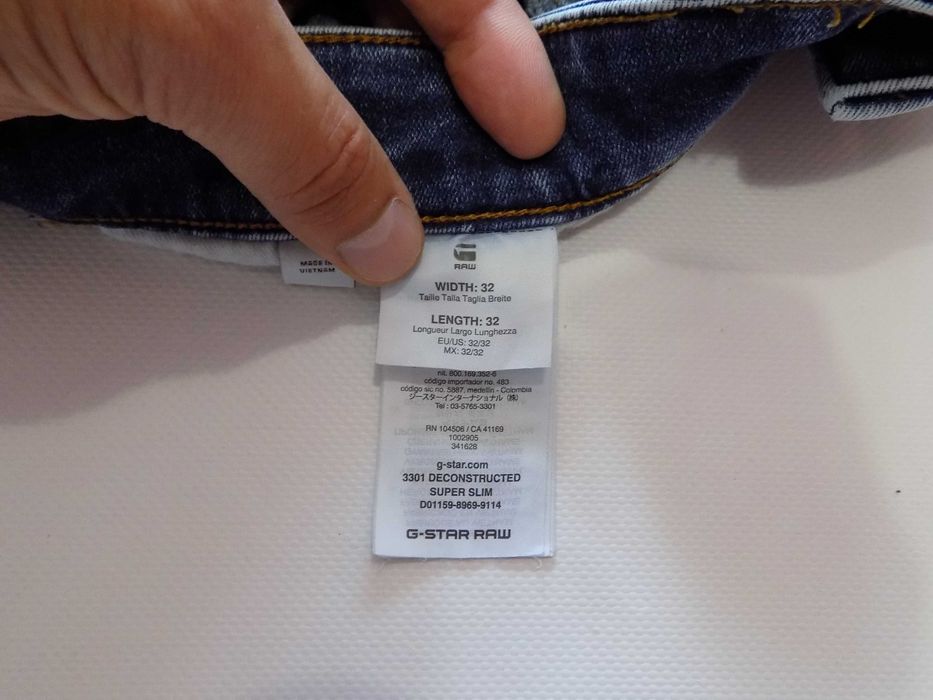 MADE IN
VIETNAM
RAW
WIDTH: 32
Taille Talla Taglia Breite
LENGTH: 32
Longueur Largo Lunghezza
EU/US: 32/32
MX: 32/32
nit. 800.169.352-6
código importador no. 483
código sic no. 5887, medellín - Colombia
ジースターインターナショナル (株)
Tel : 03-5765-3301
RN 104506 / CA 41169
1002905
341628
g-star.com
3301 DECONSTRUCTED
SUPER SLIM
D01159-8969-9114
G-STAR RAW